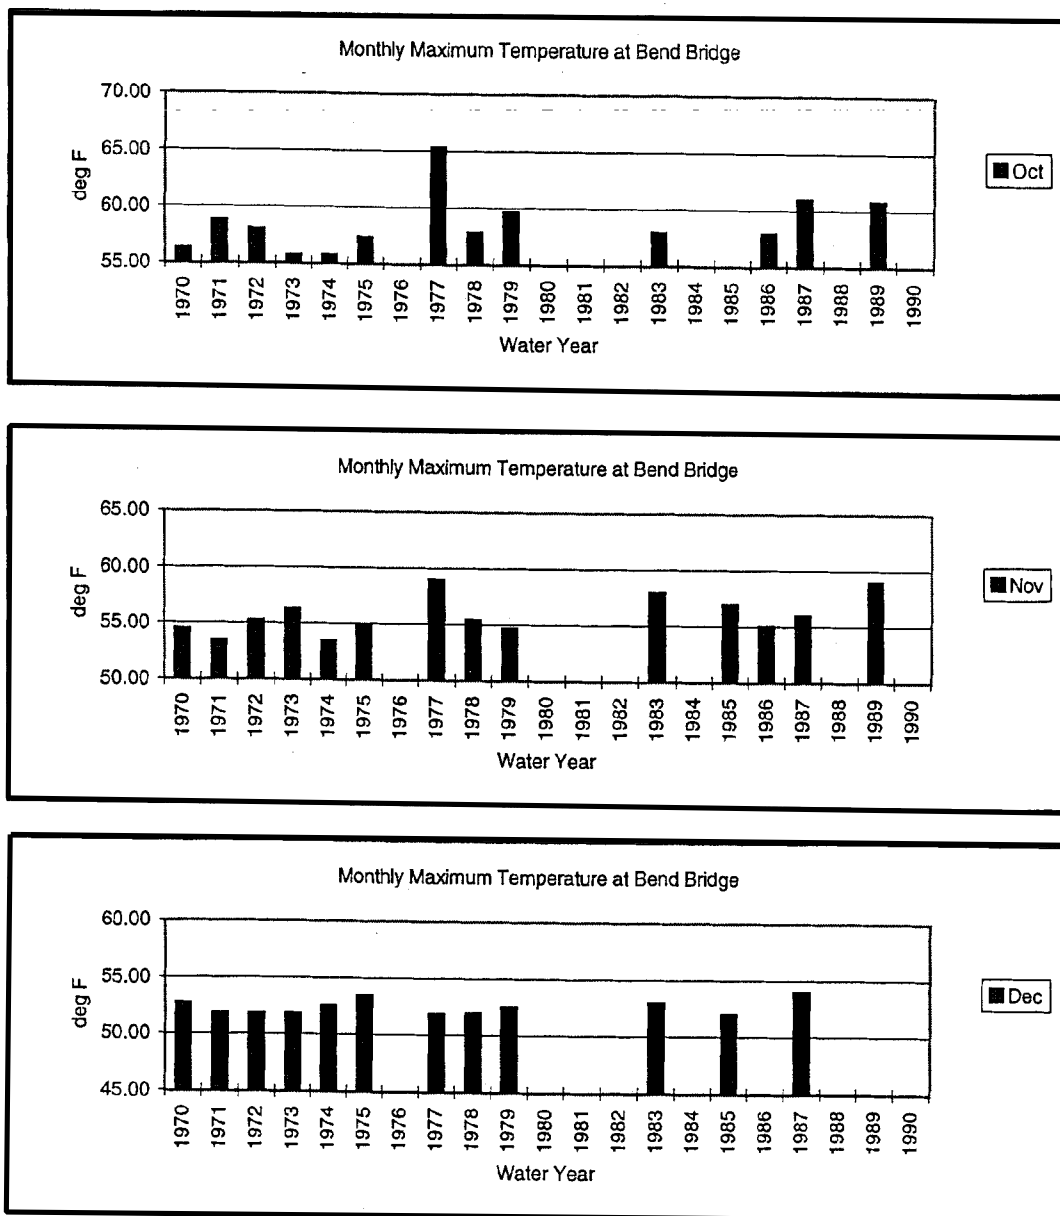 Monthly Maximum Temperature at Bend Bridge
70.00
65.00
60.00
55.00
deg F
Oct
1970 1971 1972 1973 1974 1975 1976 1977 1978 1979 1980 1981 1982 1983 1984 1985 1986 1987 1988 1989 1990
Water Year
Monthly Maximum Temperature at Bend Bridge
65.00
60.00
55.00
50.00
deg F
Nov
1970 1971 1972 1973 1974 1975 1976 1977 1978 1979 1980 1981 1982 1983 1984 1985 1986 1987 1988 1989 1990
Water Year
Monthly Maximum Temperature at Bend Bridge
60.00
55.00
50.00
45.00
deg F
Dec
1970 1971 1972 1973 1974 1975 1976 1977 1978 1979 1980 1981 1982 1983 1984 1985 1986 1987 1988 1989 1990
Water Year